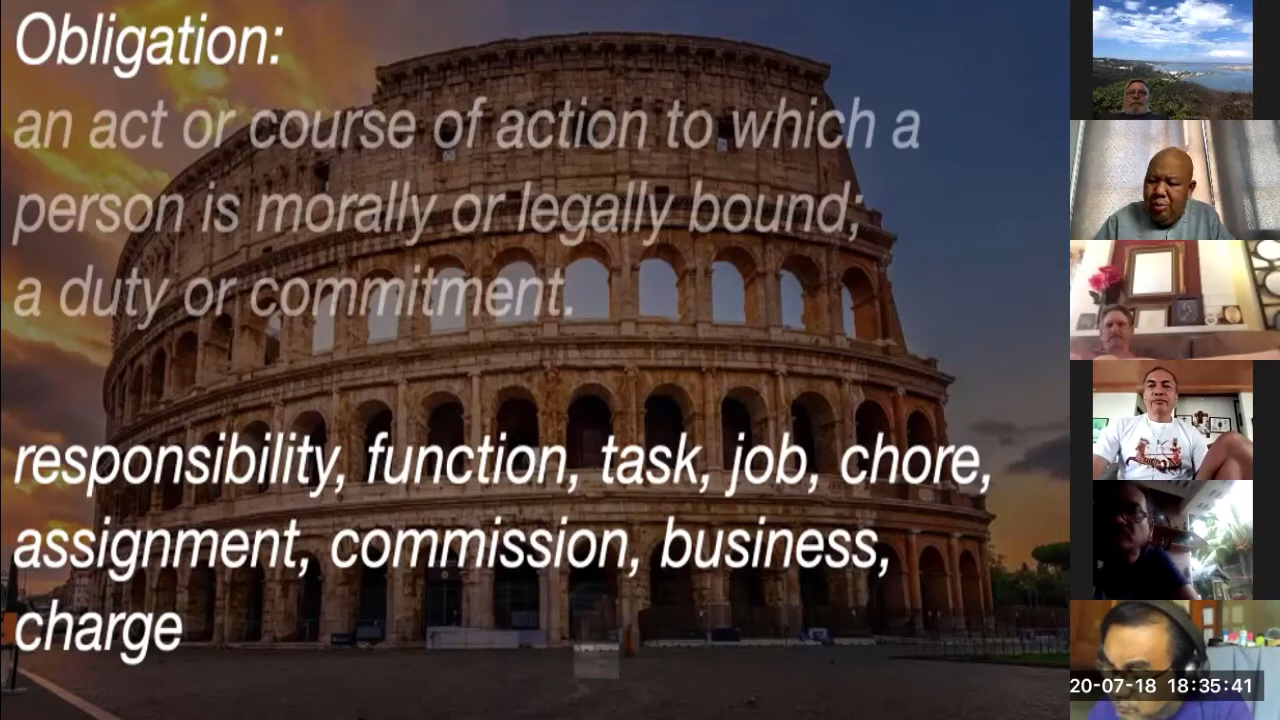 Obligation:
an act or course of action to which a
person is morally or legally bound;
a duty or commitment.
responsibility, function, task, job, chore,
assignment, commission, business,
charge
20-07-18 18:35:41